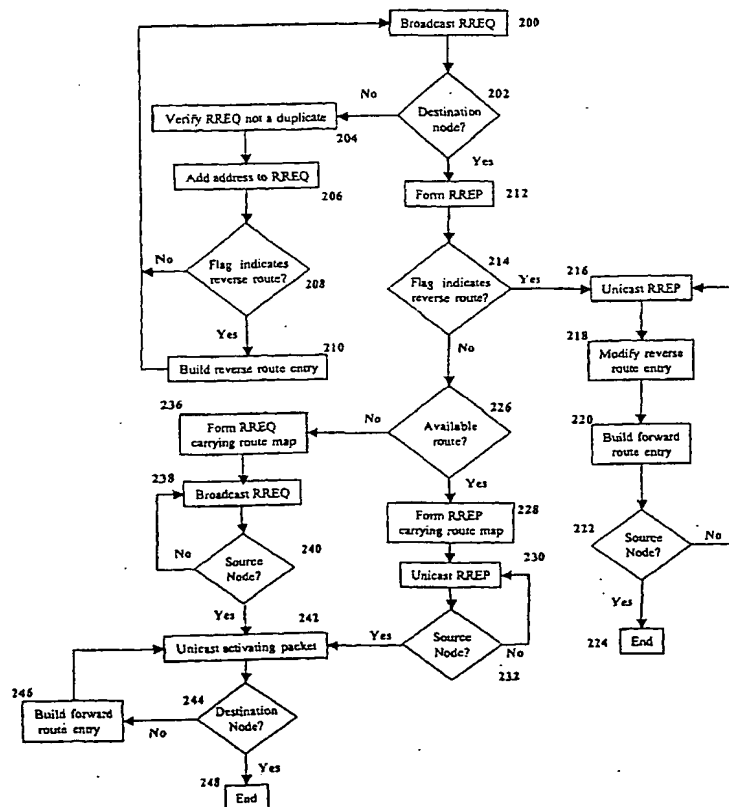 Broadcast RREQ 200
202
No
Destination
node?
Verify RREQ not a duplicate
204
Yes
Add address to RREQ
206
Form RREP 212
No
Flag indicates
reverse route?
208
214
Flag indicates
reverse route?
Yes
216
Unicast RREP
Yes
210
Build reverse route entry
No
218
Modify reverse
route entry
236
Form RREQ
carrying route map
No
226
Available
route?
220
Build forward
route entry
238
Broadcast RREQ
Yes
Form RREP
carrying route map
228
222
Source
Node?
No
No
Source
Node?
240
230
Unicast RREP
Yes
242
Unicast activating packet
Yes
Source
Node?
No
232
Yes
224
End
246
Build forward
route entry
244
Destination
Node?
No
Yes
248
End